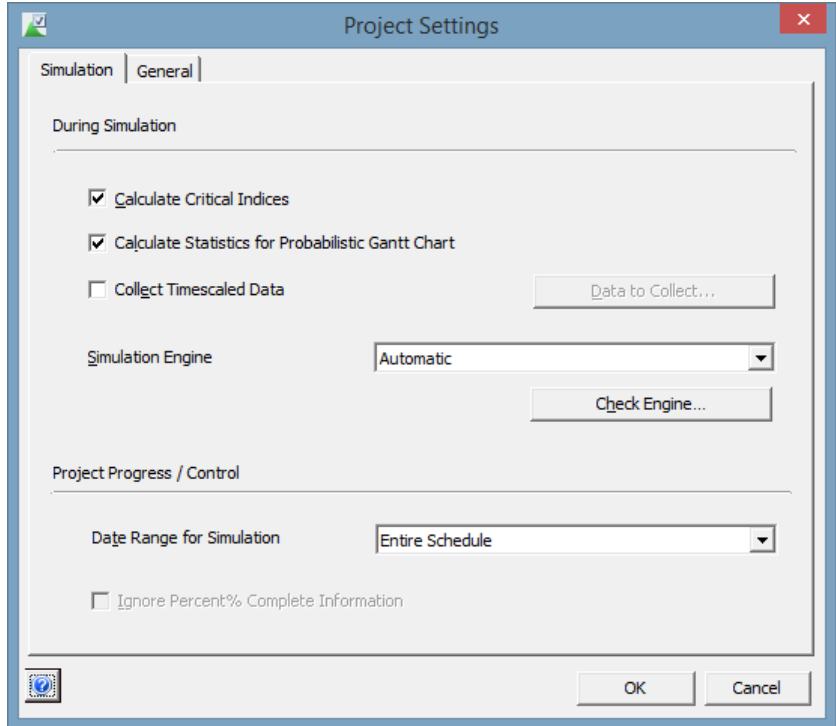 Project Settings
Simulation General
During Simulation
Calculate Critical Indices
Calculate Statistics for Probabilistic Gantt Chart
Collect Timescaled Data Data to Collect...
Simulation Engine Automatic
Check Engine...
Project Progress / Control
Date Range for Simulation Entire Schedule
Ignore Percent% Complete Information
OK Cancel